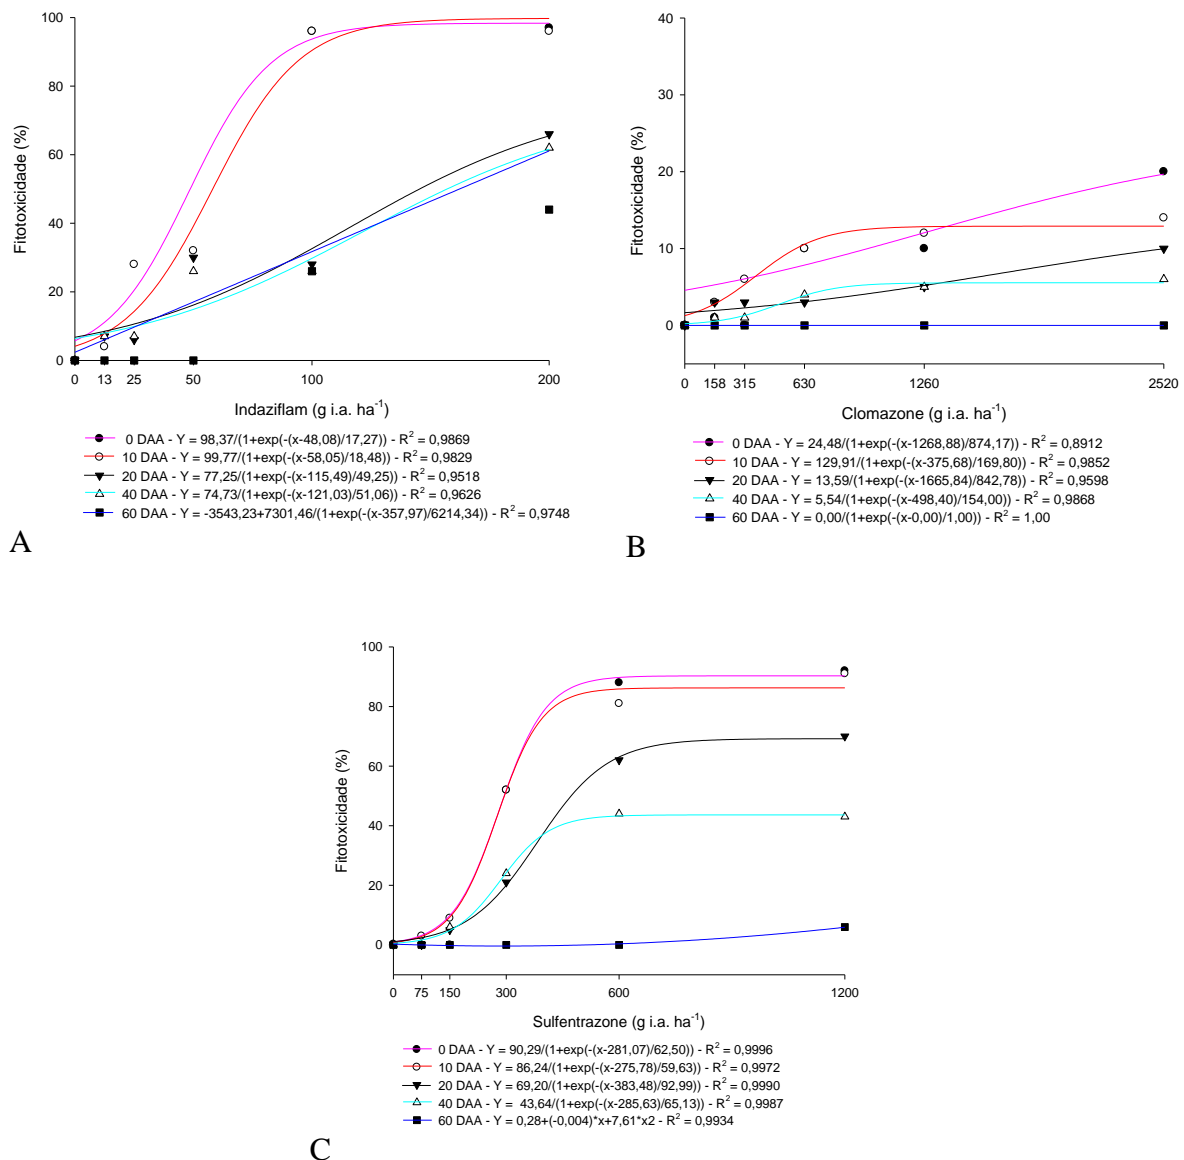 100
80
60
40
20
0
Fitotoxicidade (%)
0 13 25 50 100 200
Indaziflam (g i.a. ha-1)
0 DAA - Y = 98,37/(1+exp(-(x-48,08)/17,27)) - R2 = 0,9869
10 DAA - Y = 99,77/(1+exp(-(x-58,05)/18,48)) - R2 = 0,9829
20 DAA - Y = 77,25/(1+exp(-(x-115,49)/49,25)) - R2 = 0,9518
40 DAA - Y = 74,73/(1+exp(-(x-121,03)/51,06)) - R2 = 0,9626
60 DAA - Y = -3543,23+7301,46/(1+exp(-(x-357,97)/6214,34)) - R2 = 0,9748
A
40
30
20
10
0
Fitotoxicidade (%)
0 158 315 630 1260 2520
Clomazone (g i.a. ha-1)
0 DAA - Y = 24,48/(1+exp(-(x-1268,88)/874,17)) - R2 = 0,8912
10 DAA - Y = 129,91/(1+exp(-(x-375,68)/169,80)) - R2 = 0,9852
20 DAA - Y = 13,59/(1+exp(-(x-1665,84)/842,78)) - R2 = 0,9598
40 DAA - Y = 5,54/(1+exp(-(x-498,40)/154,00)) - R2 = 0,9868
60 DAA - Y = 0,00/(1+exp(-(x-0,00)/1,00)) - R2 = 1,00
B
100
80
60
40
20
0
Fitotoxicidade (%)
0 75 150 300 600 1200
Sulfentrazone (g i.a. ha-1)
0 DAA - Y = 90,29/(1+exp(-(x-281,07)/62,50)) - R2 = 0,9996
10 DAA - Y = 86,24/(1+exp(-(x-275,78)/59,63)) - R2 = 0,9972
20 DAA - Y = 69,20/(1+exp(-(x-383,48)/92,99)) - R2 = 0,9990
40 DAA - Y = 43,64/(1+exp(-(x-285,63)/65,13)) - R2 = 0,9987
60 DAA - Y = 0,28+(-0,004)*x+7,61*x2 - R2 = 0,9934
C